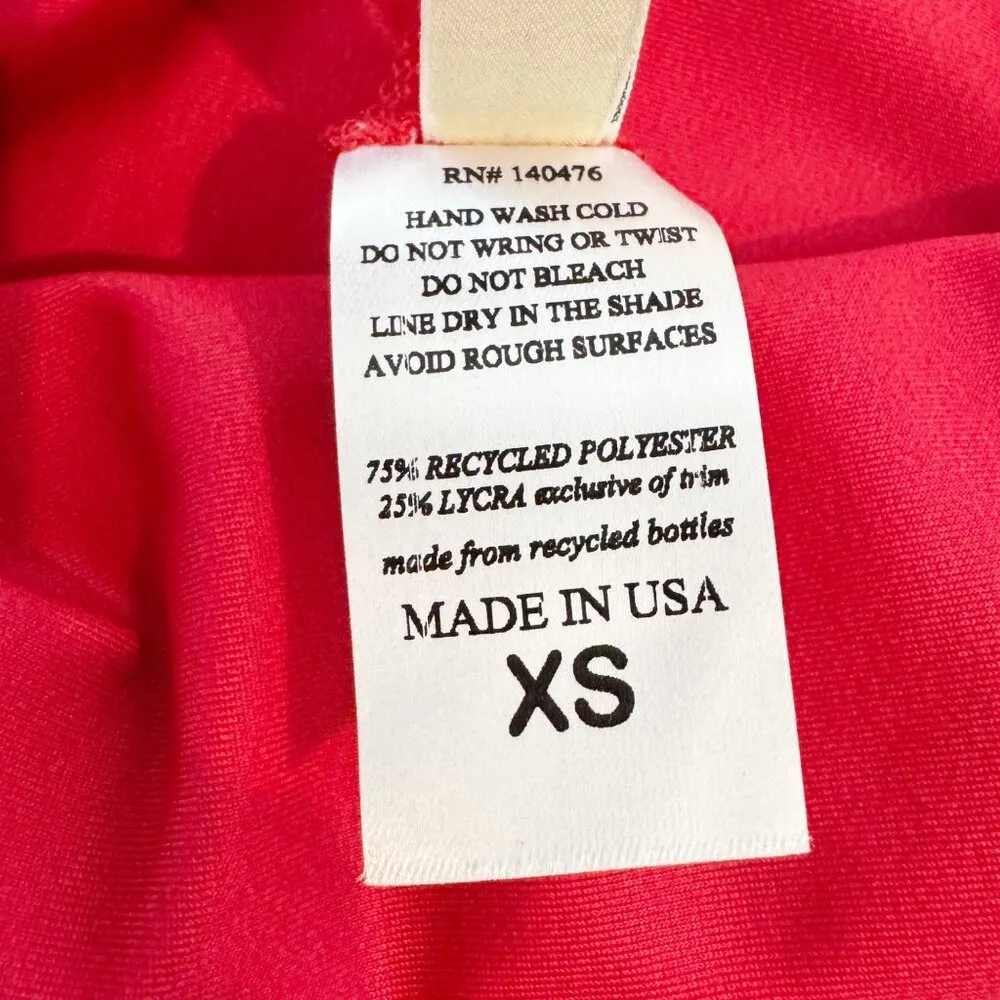 RN# 140476
HAND WASH COLD
DO NOT WRING OR TWIST
DO NOT BLEACH
LINE DRY IN THE SHADE
AVOID ROUGH SURFACES
75% RECYCLED POLYESTER
25% LYCRA exclusive of trim
made from recycled bottles
MADE IN USA
XS